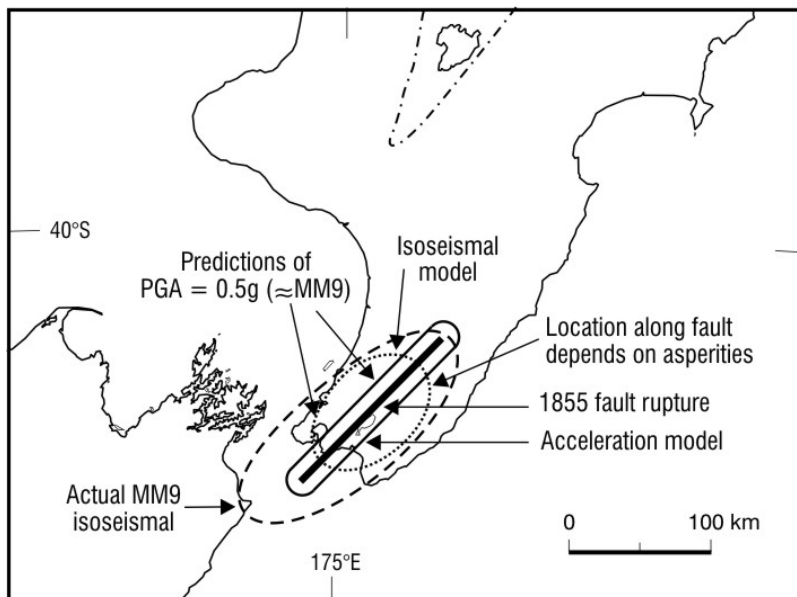 40°S
Predictions of
PGA = 0.5g (≈MM9)
Isoseismal
model
Location along fault
depends on asperities
1855 fault rupture
Acceleration model
Actual MM9
isoseismal
0 100 km
175°E